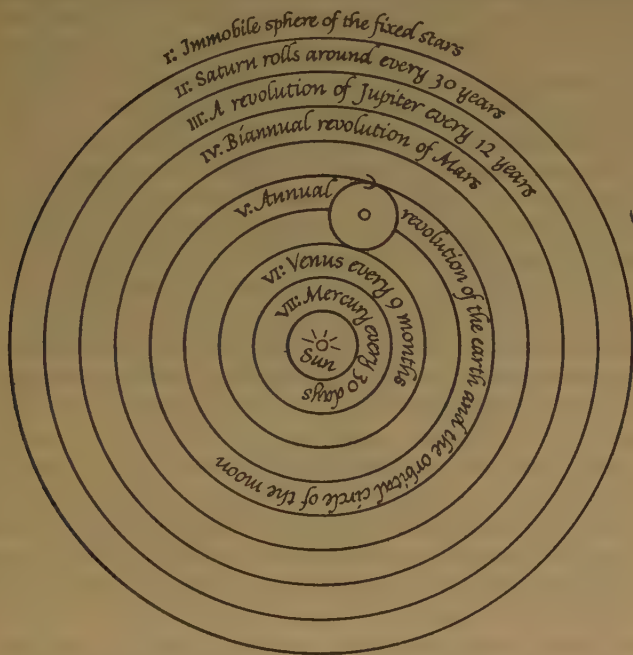 I: Immobile sphere of the fixed stars
II: Saturn rolls around every 30 years
III: A revolution of Jupiter every 12 years
IV: Biannual revolution of Mars
V: Annual revolution of the earth and the orbital circle of the moon
VI: Venus every 9 months
VII: Mercury every 30 days
Sun